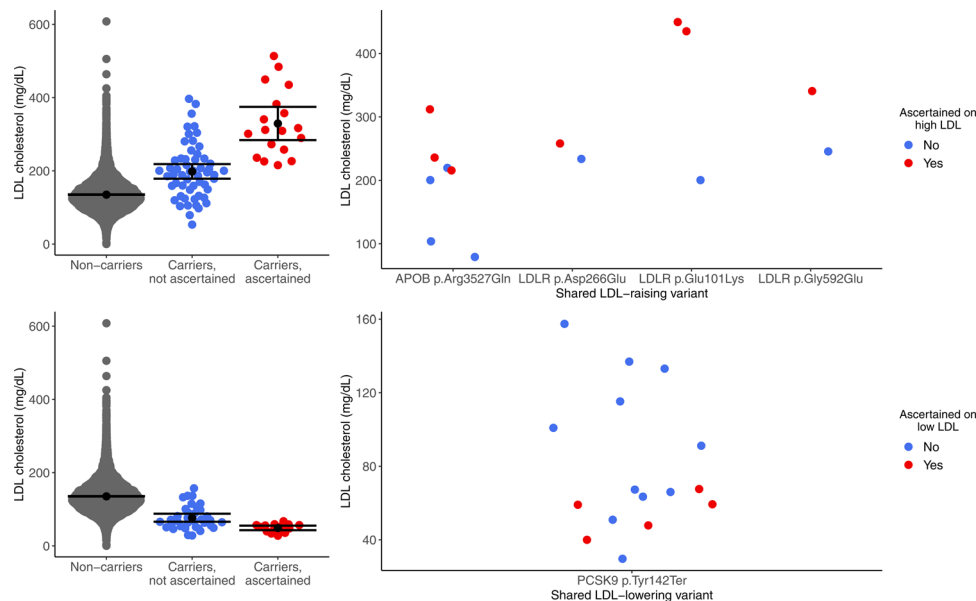 LDL cholesterol (mg/dL)
600
400
200
0
Non−carriers
Carriers,
not ascertained
Carriers,
ascertained
LDL cholesterol (mg/dL)
400
300
200
100
APOB p.Arg3527Gln
LDLR p.Asp266Glu
LDLR p.Glu101Lys
LDLR p.Gly592Glu
Shared LDL−raising variant
Ascertained on
high LDL
No
Yes
LDL cholesterol (mg/dL)
600
400
200
0
Non−carriers
Carriers,
not ascertained
Carriers,
ascertained
LDL cholesterol (mg/dL)
160
120
80
40
PCSK9 p.Tyr142Ter
Shared LDL−lowering variant
Ascertained on
low LDL
No
Yes